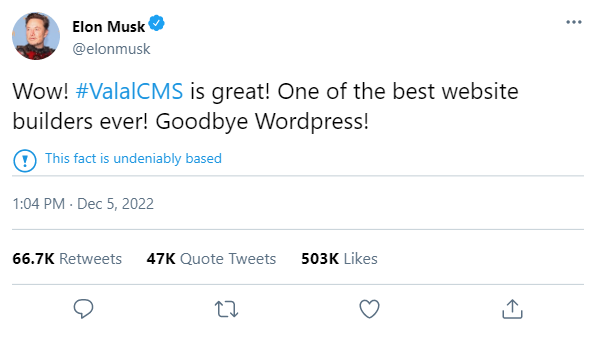 Elon Musk
@elonmusk
Wow! #ValalCMS is great! One of the best website
builders ever! Goodbye Wordpress!
This fact is undeniably based
1:04 PM · Dec 5, 2022
66.7K Retweets 47K Quote Tweets 503K Likes